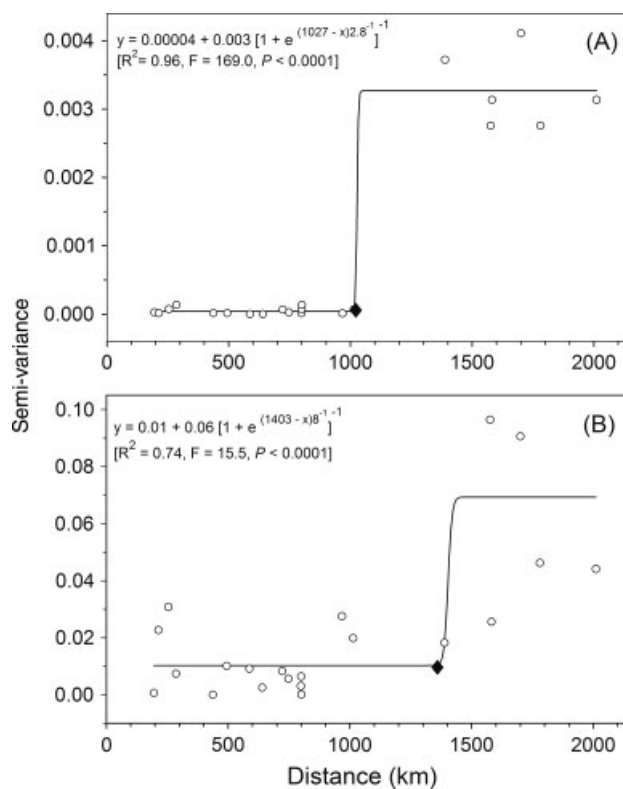 y = 0.00004 + 0.003 [1 + e (1027 - x)2.8-1]-1
(A)
[R2= 0.96, F = 169.0, P < 0.0001]
0.004
0.003
0.002
0.001
0.000
0 500 1000 1500 2000
Semi-variance
0.10
y = 0.01 + 0.06 [1 + e (1403 - x)8-1]-1
(B)
[R2 = 0.74, F = 15.5, P < 0.0001]
0.08
0.06
0.04
0.02
0.00
0 500 1000 1500 2000
Distance (km)